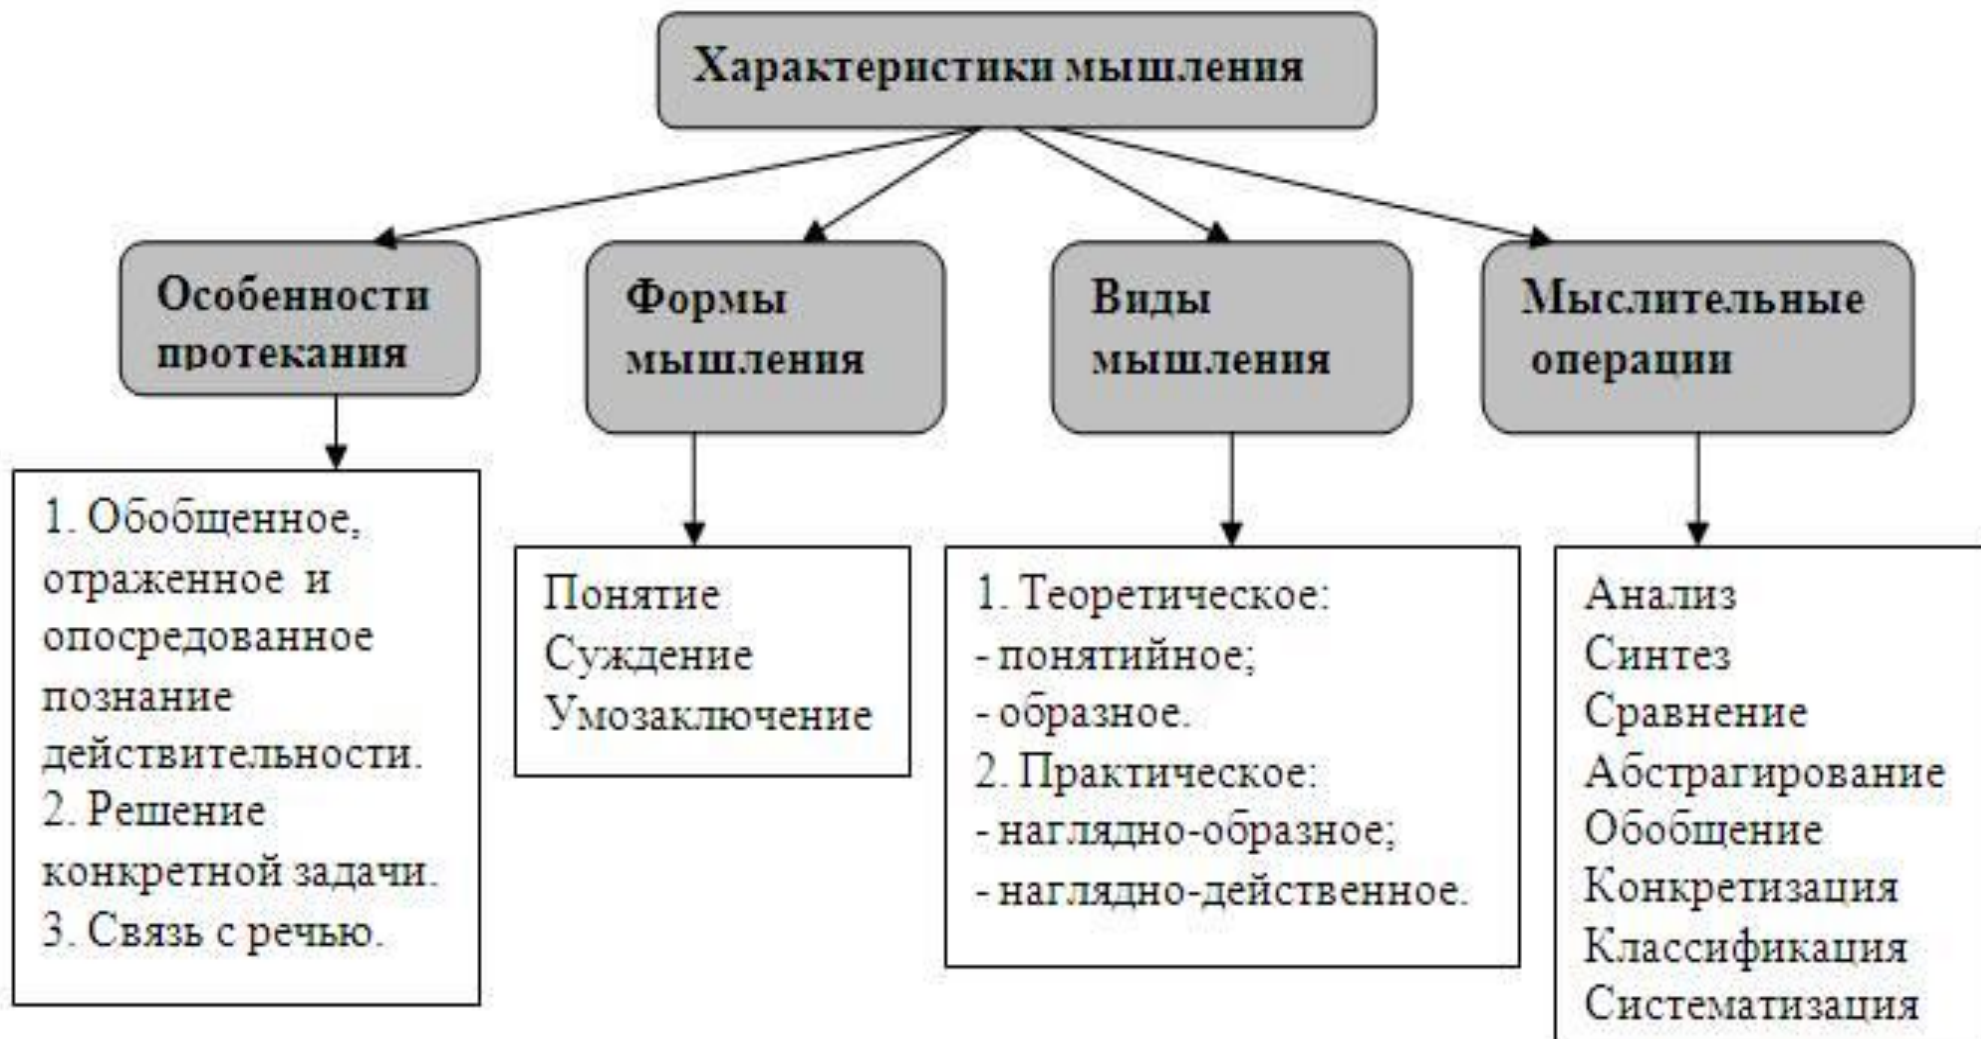 Характеристики мышления
Особенности
протекания
1. Обобщенное,
отраженное и
опосредованное
познание
действительности.
2. Решение
конкретной задачи.
3. Связь с речью.
Формы
мышления
Понятие
Суждение
Умозаключение
Виды
мышления
1. Теоретическое:
- понятийное;
- образное.
2. Практическое:
- наглядно-образное;
- наглядно-действенное.
Мыслительные
операции
Анализ
Синтез
Сравнение
Абстрагирование
Обобщение
Конкретизация
Классификация
Систематизация